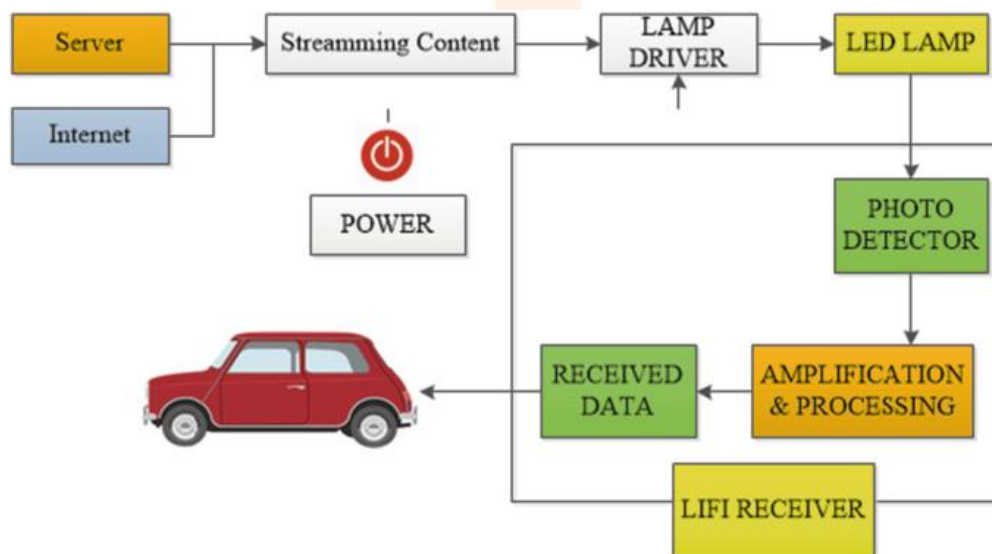 Server
Streamming Content
LAMP
DRIVER
LED LAMP
Internet
POWER
PHOTO
DETECTOR
RECEIVED
DATA
AMPLIFICATION
& PROCESSING
LIFI RECEIVER